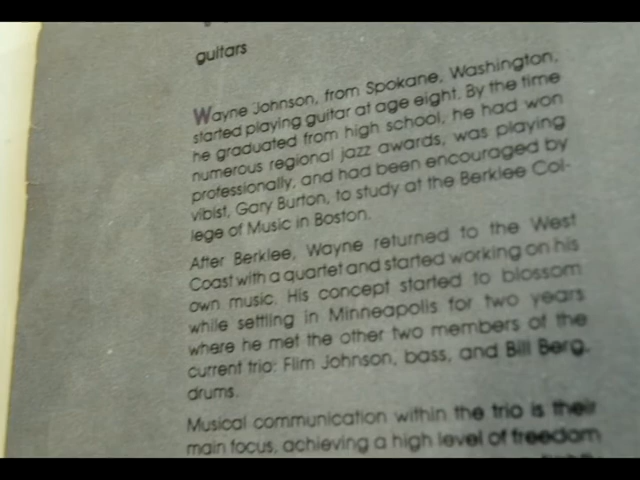 guitars
Wayne Johnson, from Spokane, Washington,
started playing guitar at age eight. By the time
he graduated from high school, he had won
numerous regional jazz awards, was playing
professionally, and had been encouraged by
vibist, Gary Burton, to study at the Berklee Col-
lege of Music in Boston.
After Berklee, Wayne returned to the West
Coast with a quartet and started working on his
own music. His concept started to blossom
while settling in Minneapolis for two years
where he met the other two members of the
current trio: Flim Johnson, bass, and Bill Berg,
drums.
Musical communication within the trio is their
main focus, achieving a high level of freedom